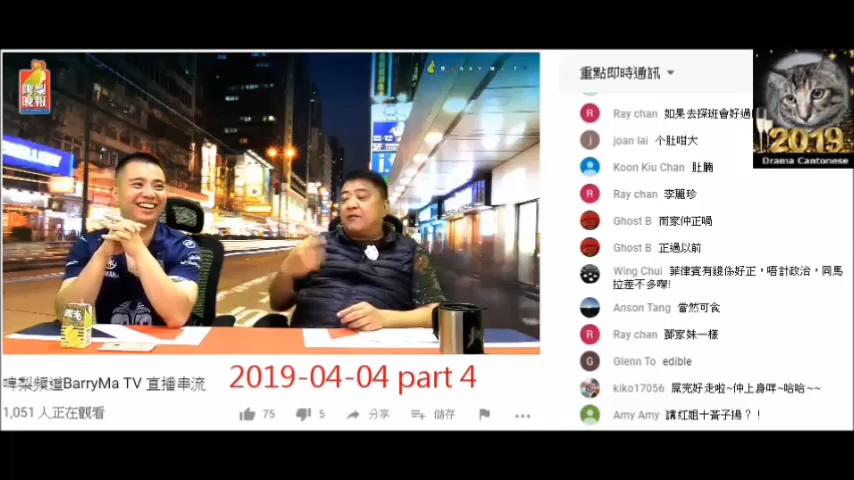 啤梨
晚報
BARRYMA TV
重點即時通訊
Ray chan 如果去探班會好過
joan lai 个肚咁大
Koon Kiu Chan 肚腩
Ray chan 李麗珍
Ghost B 而家仲正喎
Ghost B 正過以前
Wing Chui 菲律賓有錢係好正，唔計政治，同馬
拉差不多㗎!
Anson Tang 當然可食
Ray chan 鄧家妹一樣
Glenn To edible
kiko17056 屌完好走啦~仲上身咩~哈哈~~
Amy Amy 講紅姐十簽子揚？！
2019
Drama Cantonese
啤梨頻道BarryMa TV 直播串流
2019-04-04 part 4
1,051 人正在觀看
75
5
分享
儲存